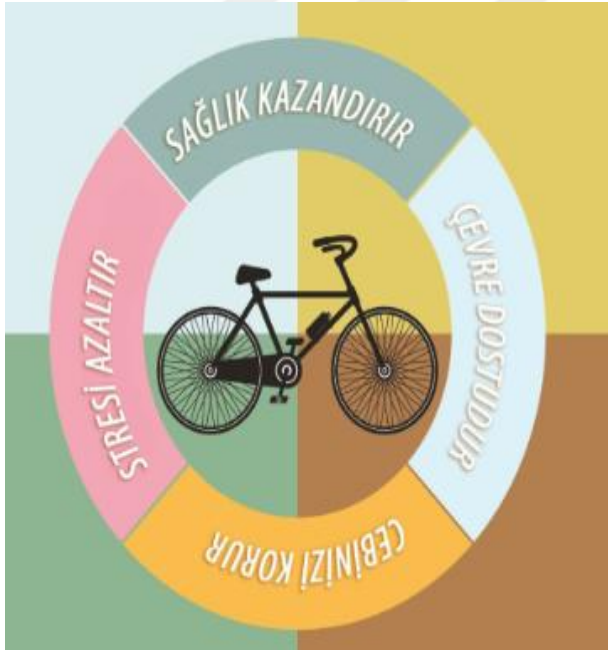 SAĞLIK KAZANDIRIR
ÇEVRE DOSTUDUR
CEBİNİZİ KORUR
STRESİ AZALTIR